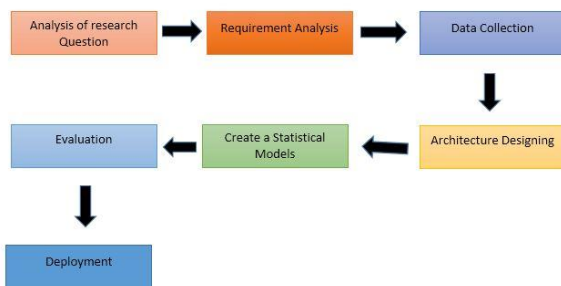 Analysis of research
Question
Requirement Analysis
Data Collection
Architecture Designing
Create a Statistical
Models
Evaluation
Deployment